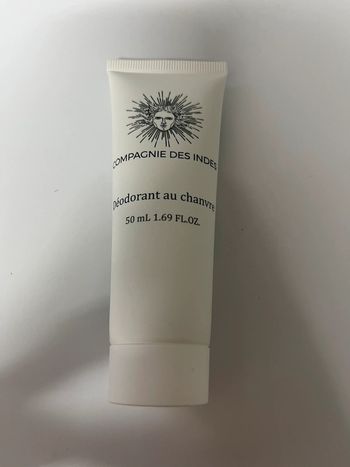 COMPAGNIE DES INDES
Déodorant au chanvre
50 mL 1.69 FL.OZ.